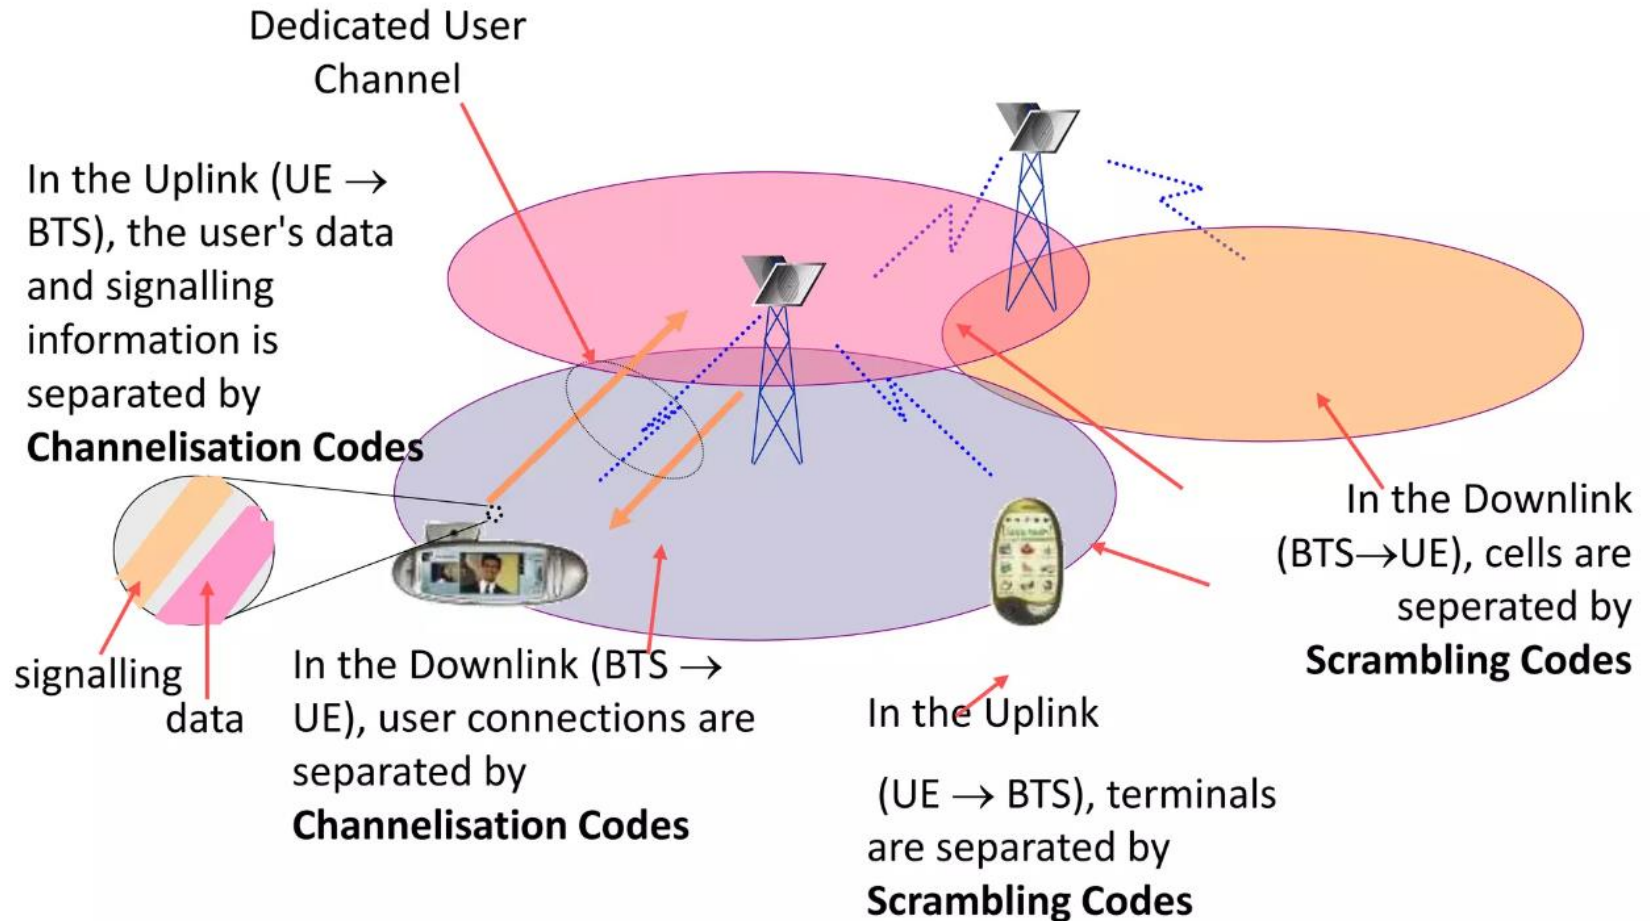 Dedicated User
Channel
In the Uplink (UE →
BTS), the user's data
and signalling
information is
separated by
Channelisation Codes
signalling
data
In the Downlink (BTS →
UE), user connections are
separated by
Channelisation Codes
In the Uplink
(UE → BTS), terminals
are separated by
Scrambling Codes
In the Downlink
(BTS→UE), cells are
seperated by
Scrambling Codes